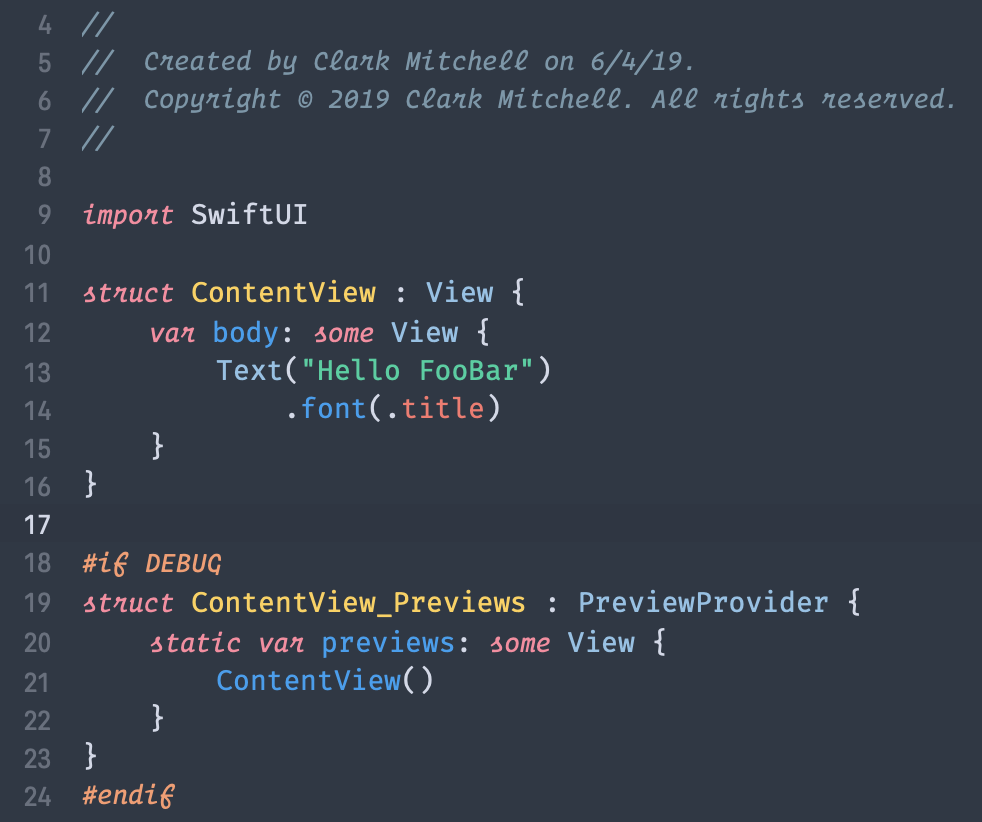 4 //
5 //  Created by Clark Mitchell on 6/4/19.
6 //  Copyright © 2019 Clark Mitchell. All rights reserved.
7 //
8
9 import SwiftUI
10
11 struct ContentView : View {
12     var body: some View {
13         Text("Hello FooBar")
14             .font(.title)
15     }
16 }
17
18 #if DEBUG
19 struct ContentView_Previews : PreviewProvider {
20     static var previews: some View {
21         ContentView()
22     }
23 }
24 #endif